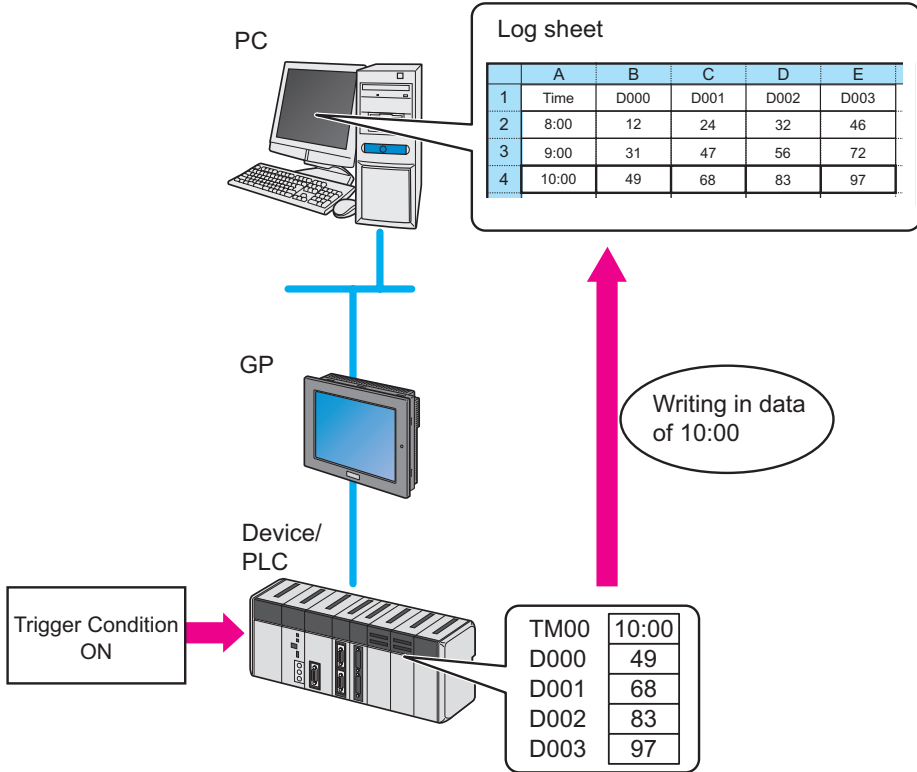 PC
Log sheet
A B C D E
1 Time D000 D001 D002 D003
2 8:00 12 24 32 46
3 9:00 31 47 56 72
4 10:00 49 68 83 97
GP
Writing in data
of 10:00
Device/
PLC
Trigger Condition
ON
TM00 10:00
D000 49
D001 68
D002 83
D003 97